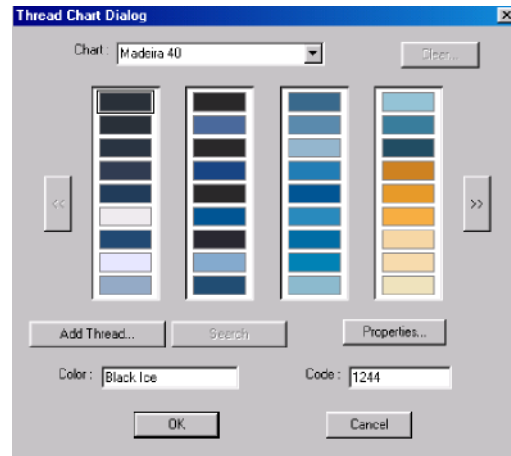 Thread Chart Dialog
Chart : Madeira 40
Clear...
<<
>>
Add Thread...
Search
Properties...
Color : Black Ice
Code : 1244
OK
Cancel